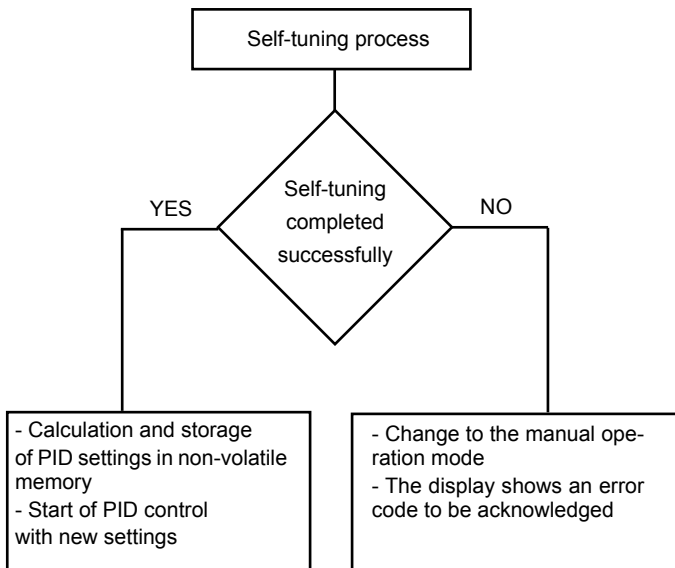 Self-tuning process
Self-tuning
completed
successfully
YES
NO
- Calculation and storage
of PID settings in non-volatile
memory
- Start of PID control
with new settings
- Change to the manual ope-
ration mode
- The display shows an error
code to be acknowledged